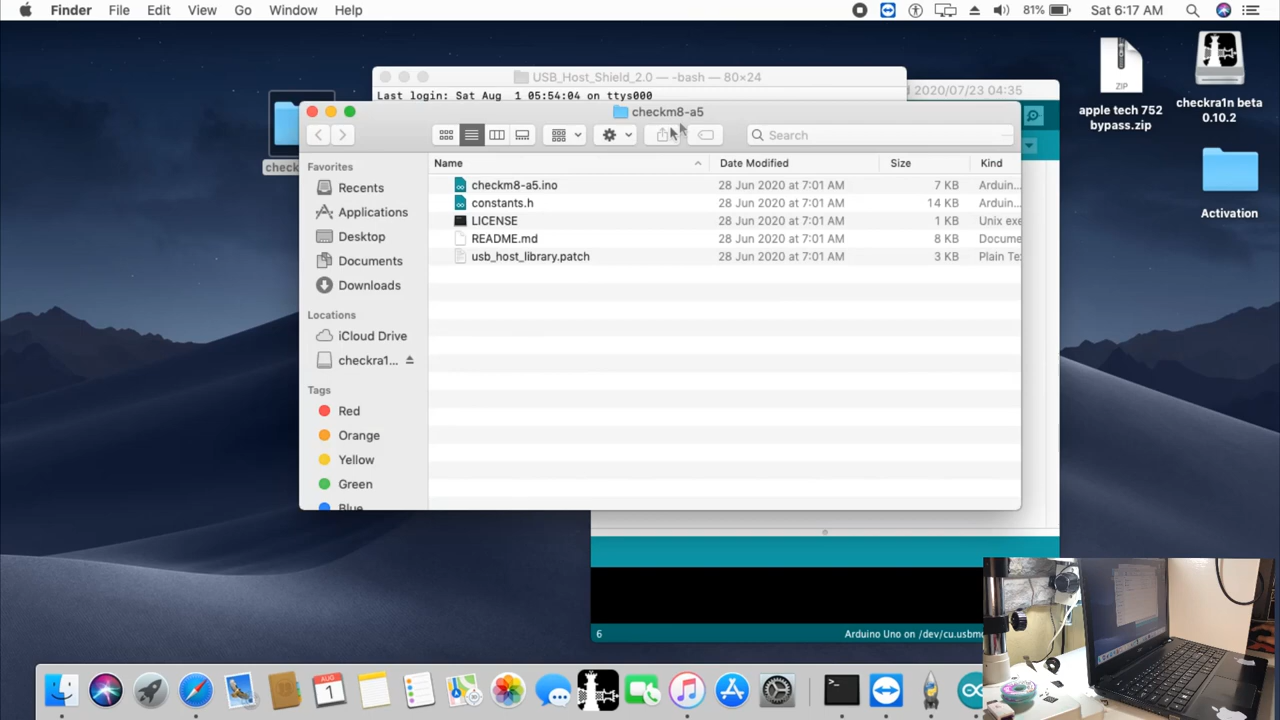 Finder File Edit View Go Window Help 81% Sat 6:17 AM
USB_Host_Shield_2.0 — -bash — 80×24
Last login: Sat Aug 1 05:54:04 on ttys000
2020/07/23 04:35
checkm8-a5
Search
ZIP
apple tech 752
bypass.zip
checkra1n beta
0.10.2
Activation
check
Favorites
Recents
Applications
Desktop
Documents
Downloads
Locations
iCloud Drive
checkra1...
Tags
Red
Orange
Yellow
Green
Blue
Name Date Modified Size Kind
checkm8-a5.ino 28 Jun 2020 at 7:01 AM 7 KB Arduin...
constants.h 28 Jun 2020 at 7:01 AM 14 KB Arduin...
LICENSE 28 Jun 2020 at 7:01 AM 1 KB Unix exe
README.md 28 Jun 2020 at 7:01 AM 8 KB Docume
usb_host_library.patch 28 Jun 2020 at 7:01 AM 3 KB Plain Te
6 Arduino Uno on /dev/cu.usbm
AUG
1